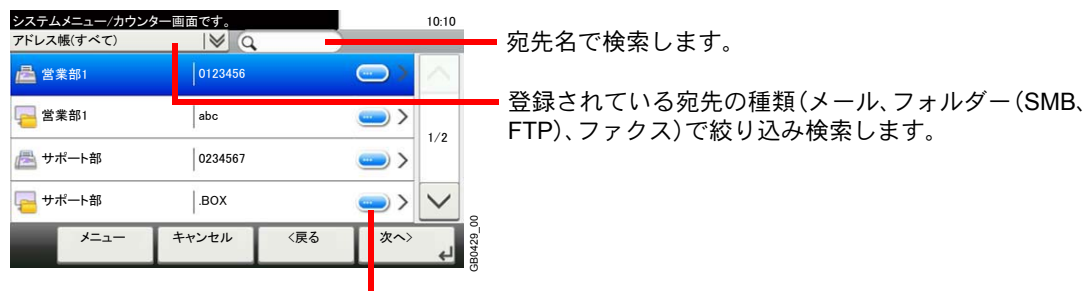 システムメニュー/カウンター画面です。
10:10
アドレス帳(すべて)
宛先名で検索します。
営業部1 0123456
登録されている宛先の種類(メール、フォルダー(SMB、
FTP)、ファクス)で絞り込み検索します。
営業部1 abc
1/2
サポート部 0234567
サポート部 .BOX
メニュー キャンセル 〈戻る 次へ〉
GB0429_00